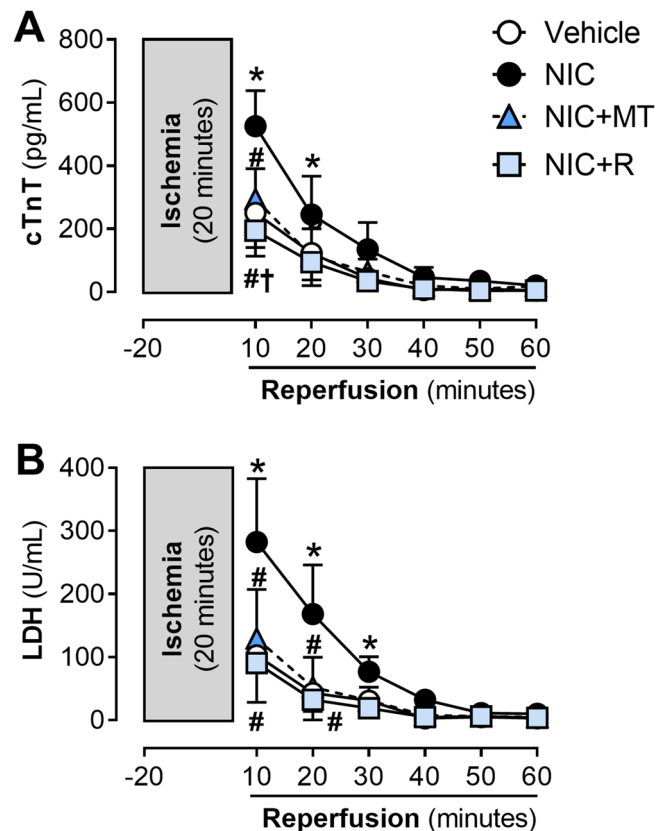 A
800
600
400
200
0
cTnT (pg/mL)
Ischemia
(20 minutes)
*
#
*
#†
Vehicle
NIC
NIC+MT
NIC+R
-20 10 20 30 40 50 60
Reperfusion (minutes)
B
400
300
200
100
0
LDH (U/mL)
Ischemia
(20 minutes)
*
#
*
#
*
#
#
-20 10 20 30 40 50 60
Reperfusion (minutes)